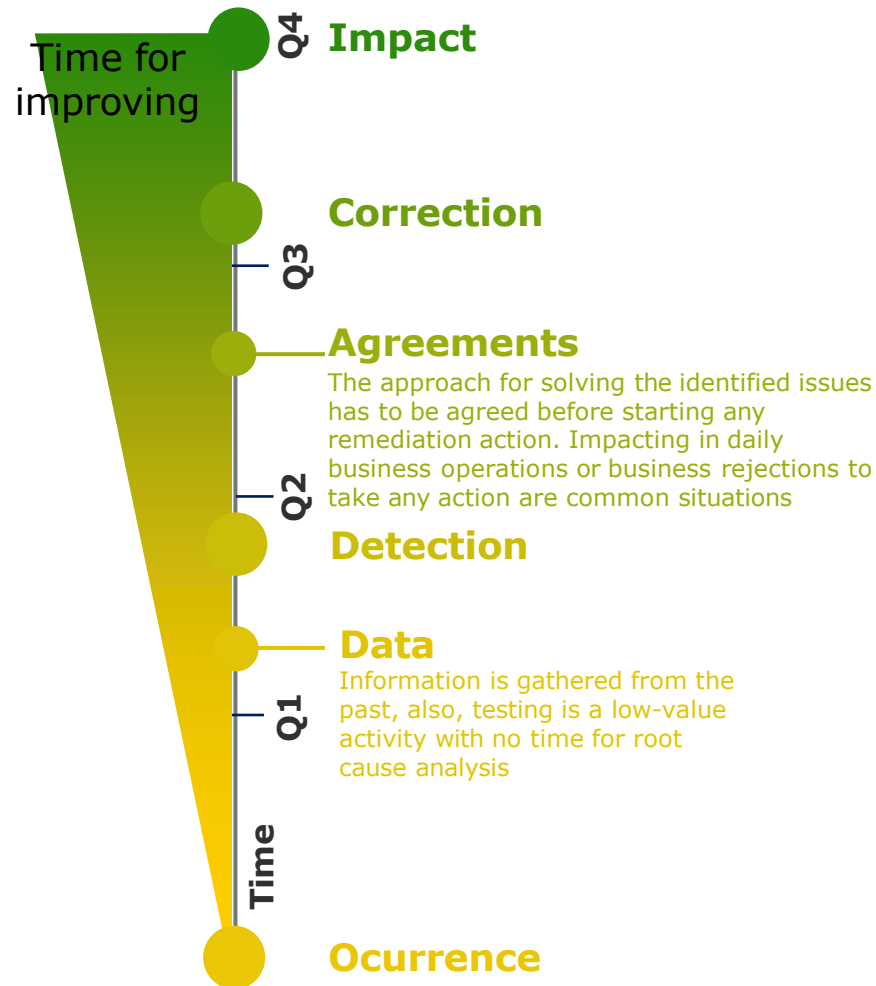 Time for
improving
Q4
Impact
Correction
Q3
Agreements
The approach for solving the identified issues
has to be agreed before starting any
remediation action. Impacting in daily
business operations or business rejections to
take any action are common situations
Q2
Detection
Data
Information is gathered from the
past, also, testing is a low-value
activity with no time for root
cause analysis
Q1
Time
Ocurrence